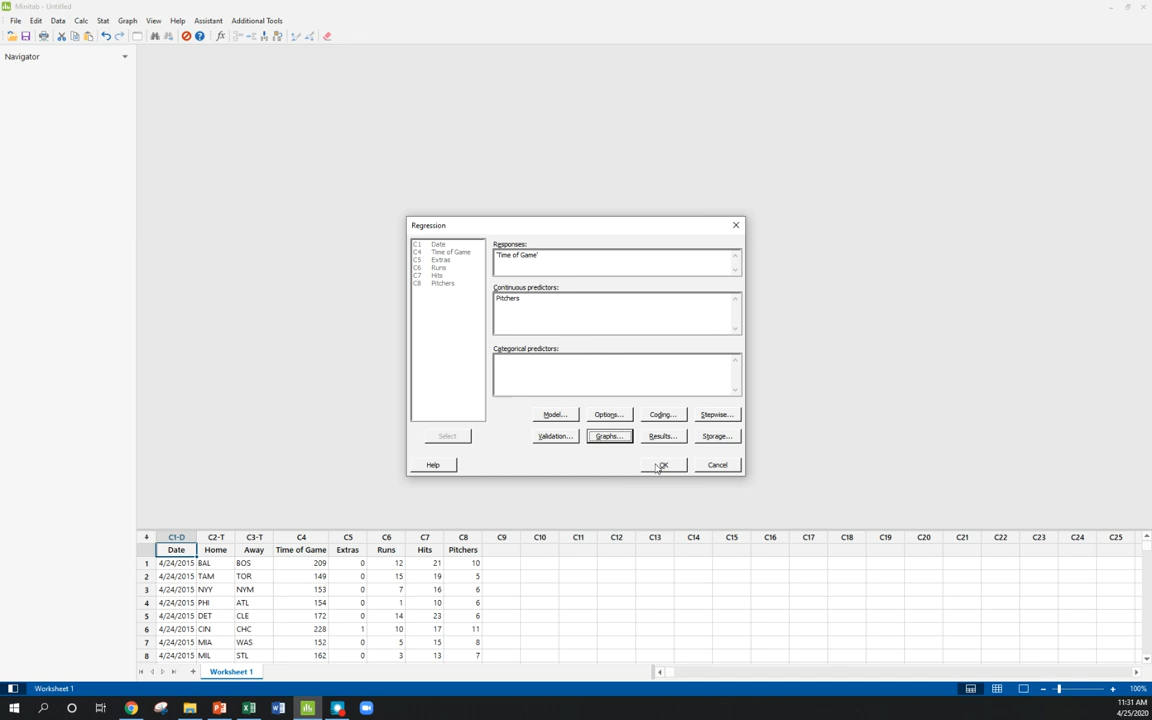 Minitab - Untitled
File Edit Data Calc Stat Graph View Help Assistant Additional Tools
Navigator
Regression
C1 Date
C4 Time of Game
C5 Extras
C6 Runs
C7 Hits
C8 Pitchers
Responses:
'Time of Game'
Continuous predictors:
Pitchers
Categorical predictors:
Model... Options... Coding... Stepwise...
Select Validation... Graphs... Results... Storage...
Help OK Cancel
C1-D C2-T C3-T C4 C5 C6 C7 C8 C9 C10 C11 C12 C13 C14 C15 C16 C17 C18 C19 C20 C21 C22 C23 C24 C25
Date Home Away Time of Game Extras Runs Hits Pitchers
1 4/24/2015 BAL BOS 209 0 12 21 10
2 4/24/2015 TAM TOR 149 0 15 19 5
3 4/24/2015 NYY NYM 153 0 7 16 6
4 4/24/2015 PHI ATL 154 0 1 10 6
5 4/24/2015 DET CLE 172 0 14 23 6
6 4/24/2015 CIN CHC 228 1 10 17 11
7 4/24/2015 MIA WAS 152 0 5 15 8
8 4/24/2015 MIL STL 162 0 3 13 7
Worksheet 1
Worksheet 1 100%
11:31 AM
4/25/2020